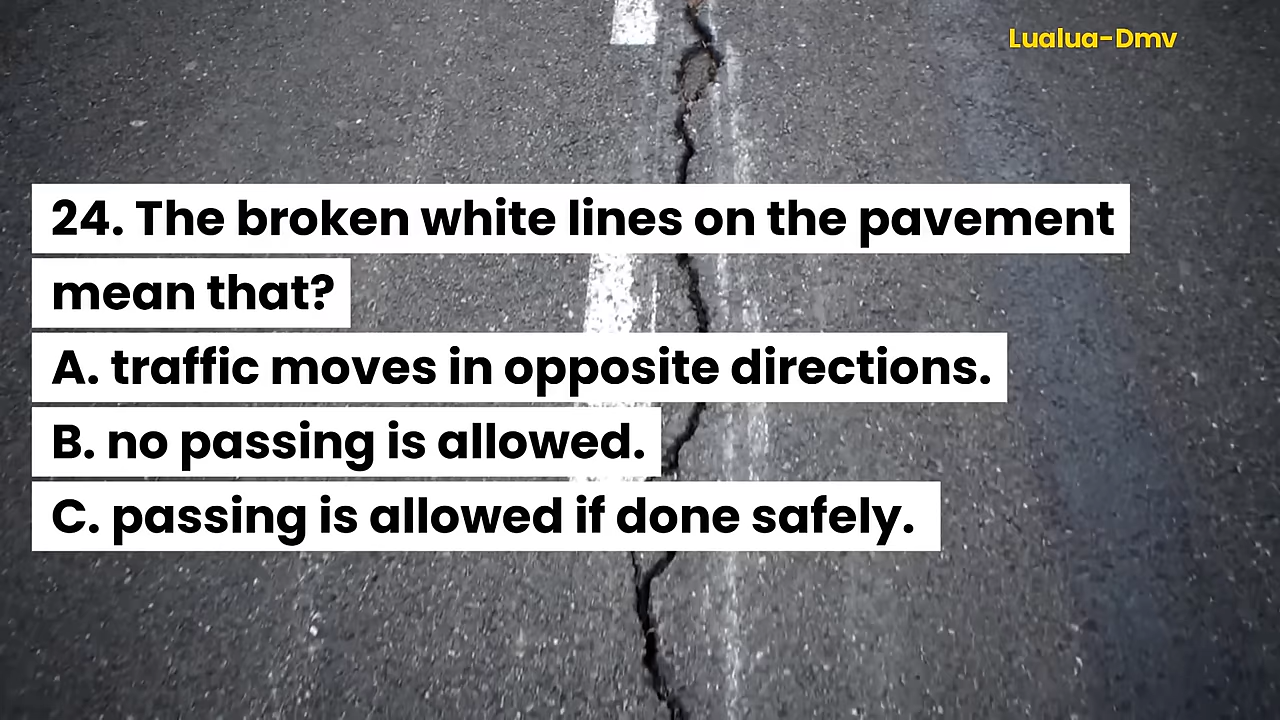 Lualua-Dmv
24. The broken white lines on the pavement
mean that?
A. traffic moves in opposite directions.
B. no passing is allowed.
C. passing is allowed if done safely.